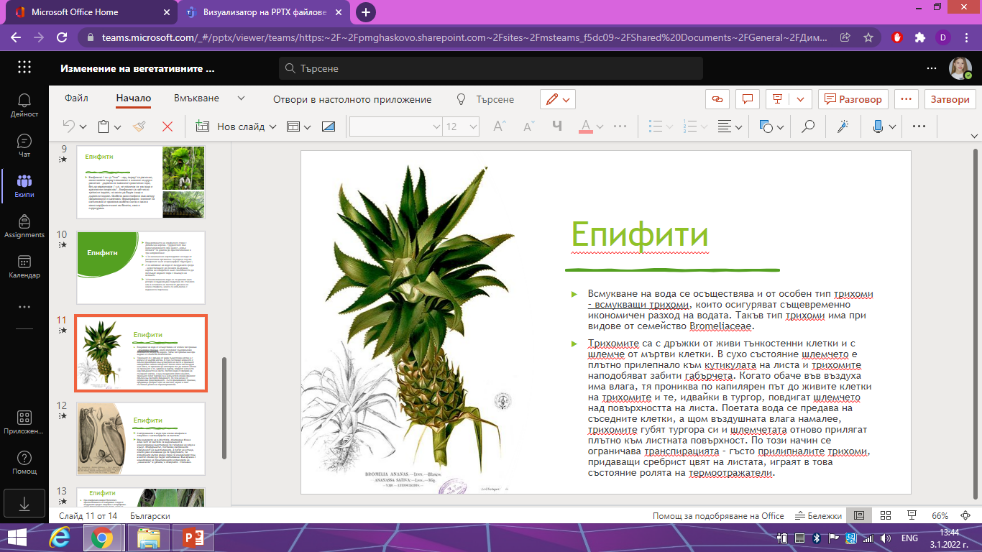 Microsoft Office Home
Визуализатор на PPTX файлове
teams.microsoft.com/_#/pptx/viewer/teams/https:~2F~2Fpmghaskovo.sharepoint.com~2Fsites~2Fmsteams_f5dc09~2FShared%20Documents~2FGeneral~2FДим...
D
Изменение на вегетативните ...
Търсене
Файл
Начало
Вмъкване
Отвори в настолното приложение
Търсене
Разговор
Затвори
Нов слайд
12
Ч
A
Дейност
Чат
Екипи
Assignments
Календар
Приложен...
Помощ
9
Епифити
10
Епифити
11
Епифити
12
Епифити
13
Епифити
BROMELIA ANANAS.
ANANASSA SATIVA.
Епифити
Всмукване на вода се осъществява и от особен тип трихоми
- всмукващи трихоми, които осигуряват същевременно
икономичен разход на водата. Такъв тип трихоми има при
видове от семейство Bromeliaceae.
Трихомите са с дръжки от живи тънкостенни клетки и с
шлемче от мъртви клетки. В сухо състояние шлемчето е
плътно прилепнало към кутикулата на листа и трихомите
наподобяват забити габърчета. Когато обаче във въздуха
има влага, тя прониква по капилярен път до живите клетки
на трихомите и те, идвайки в тургор, повдигат шлемчето
над повърхността на листа. Поетата вода се предава на
съседните клетки, а щом въздушната влага намалее,
трихомите губят тургора си и шлемчетата отново прилягат
плътно към листната повърхност. По този начин се
ограничава транспирацията - гъсто прилипналите трихоми,
придаващи сребрист цвят на листата, играят в това
състояние ролята на термоотражатели.
Слайд 11 от 14
Български
Помощ за подобряване на Office
Бележки
66%
ENG
13:44
3.1.2022 г.